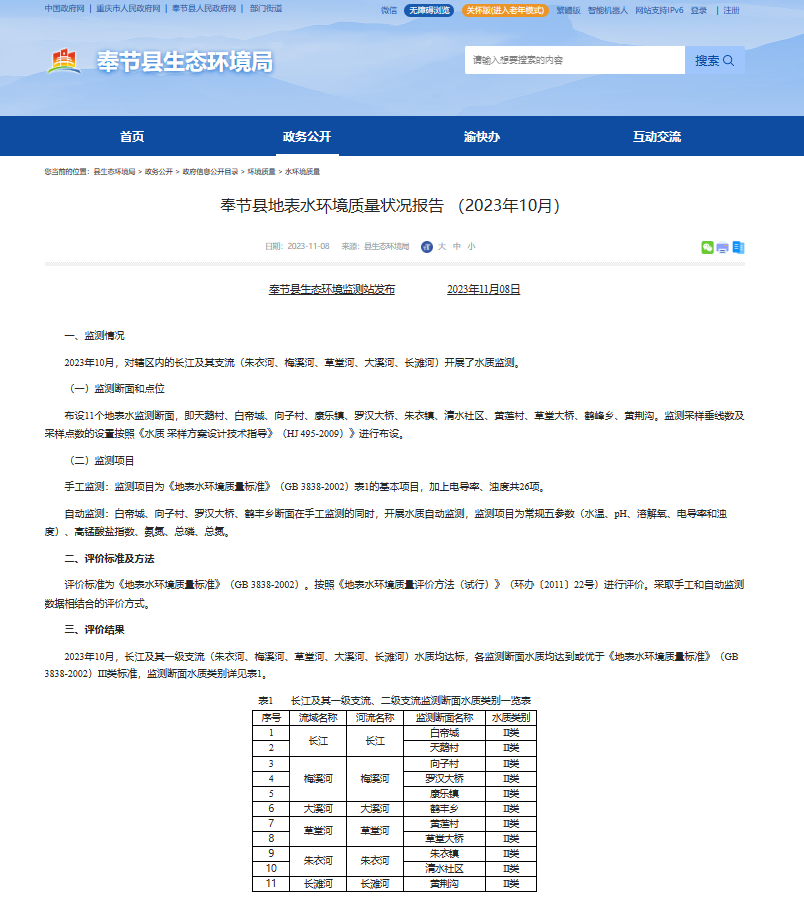 中国政府网 | 重庆市人民政府网 | 奉节县人民政府网 | 部门街道
微信 无障碍浏览 关怀版(进入老年模式) 繁體版 智能机器人 网站支持IPv6 登录 | 注册
奉节县生态环境局
请输入想要搜索的内容
搜索
首页 政务公开 渝快办 互动交流
您当前的位置：县生态环境局 > 政务公开 > 政府信息公开目录 > 环境质量 > 水环境质量
奉节县地表水环境质量状况报告 （2023年10月）
日期：2023-11-08 来源：县生态环境局 大 中 小
奉节县生态环境监测站发布 2023年11月08日
一、监测情况
2023年10月，对辖区内的长江及其支流（朱衣河、梅溪河、草堂河、大溪河、长滩河）开展了水质监测。
（一）监测断面和点位
布设11个地表水监测断面，即天鹅村、白帝城、向子村、康乐镇、罗汉大桥、朱衣镇、清水社区、黄莲村、草堂大桥、鹤峰乡、黄荆沟。监测采样垂线数及
采样点数的设置按照《水质 采样方案设计技术指导》（HJ 495-2009）》进行布设。
（二）监测项目
手工监测：监测项目为《地表水环境质量标准》（GB 3838-2002）表1的基本项目，加上电导率、浊度共26项。
自动监测：白帝城、向子村、罗汉大桥、鹤丰乡断面在手工监测的同时，开展水质自动监测，监测项目为常规五参数（水温、pH、溶解氧、电导率和浊
度）、高锰酸盐指数、氨氮、总磷、总氮。
二、评价标准及方法
评价标准为《地表水环境质量标准》（GB 3838-2002）。按照《地表水环境质量评价方法（试行）》（环办〔2011〕22号）进行评价。采取手工和自动监测
数据相结合的评价方式。
三、评价结果
2023年10月，长江及其一级支流（朱衣河、梅溪河、草堂河、大溪河、长滩河）水质均达标，各监测断面水质均达到或优于《地表水环境质量标准》（GB
3838-2002）Ⅲ类标准，监测断面水质类别详见表1。
表1 长江及其一级支流、二级支流监测断面水质类别一览表
序号 流域名称 河流名称 监测断面名称 水质类别
1 长江 长江 白帝城 Ⅱ类
2 天鹅村 Ⅱ类
3 梅溪河 梅溪河 向子村 Ⅱ类
4 罗汉大桥 Ⅱ类
5 康乐镇 Ⅱ类
6 大溪河 大溪河 鹤丰乡 Ⅱ类
7 草堂河 草堂河 黄莲村 Ⅱ类
8 草堂大桥 Ⅱ类
9 朱衣河 朱衣河 朱衣镇 Ⅱ类
10 清水社区 Ⅱ类
11 长滩河 长滩河 黄荆沟 Ⅱ类